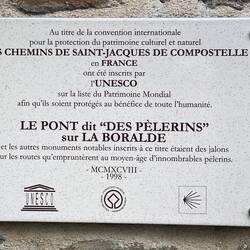 Au titre de la convention internationale
pour la protection du patrimoine culturel et naturel
S CHEMINS DE SAINT-JACQUES DE COMPOSTELLE
en FRANCE
ont été inscrits par
l'UNESCO
sur la liste du Patrimoine Mondial
afin qu'ils soient protégés au bénéfice de toute l'humanité.
LE PONT dit "DES PÈLERINS"
sur LA BORALDE
et les autres monuments notables inscrits à ce titre étaient des jalons
sur les routes qu'empruntèrent au moyen-âge d'innombrables pélerins.
- MCMXCVIII -
- 1998 -
UNESCO